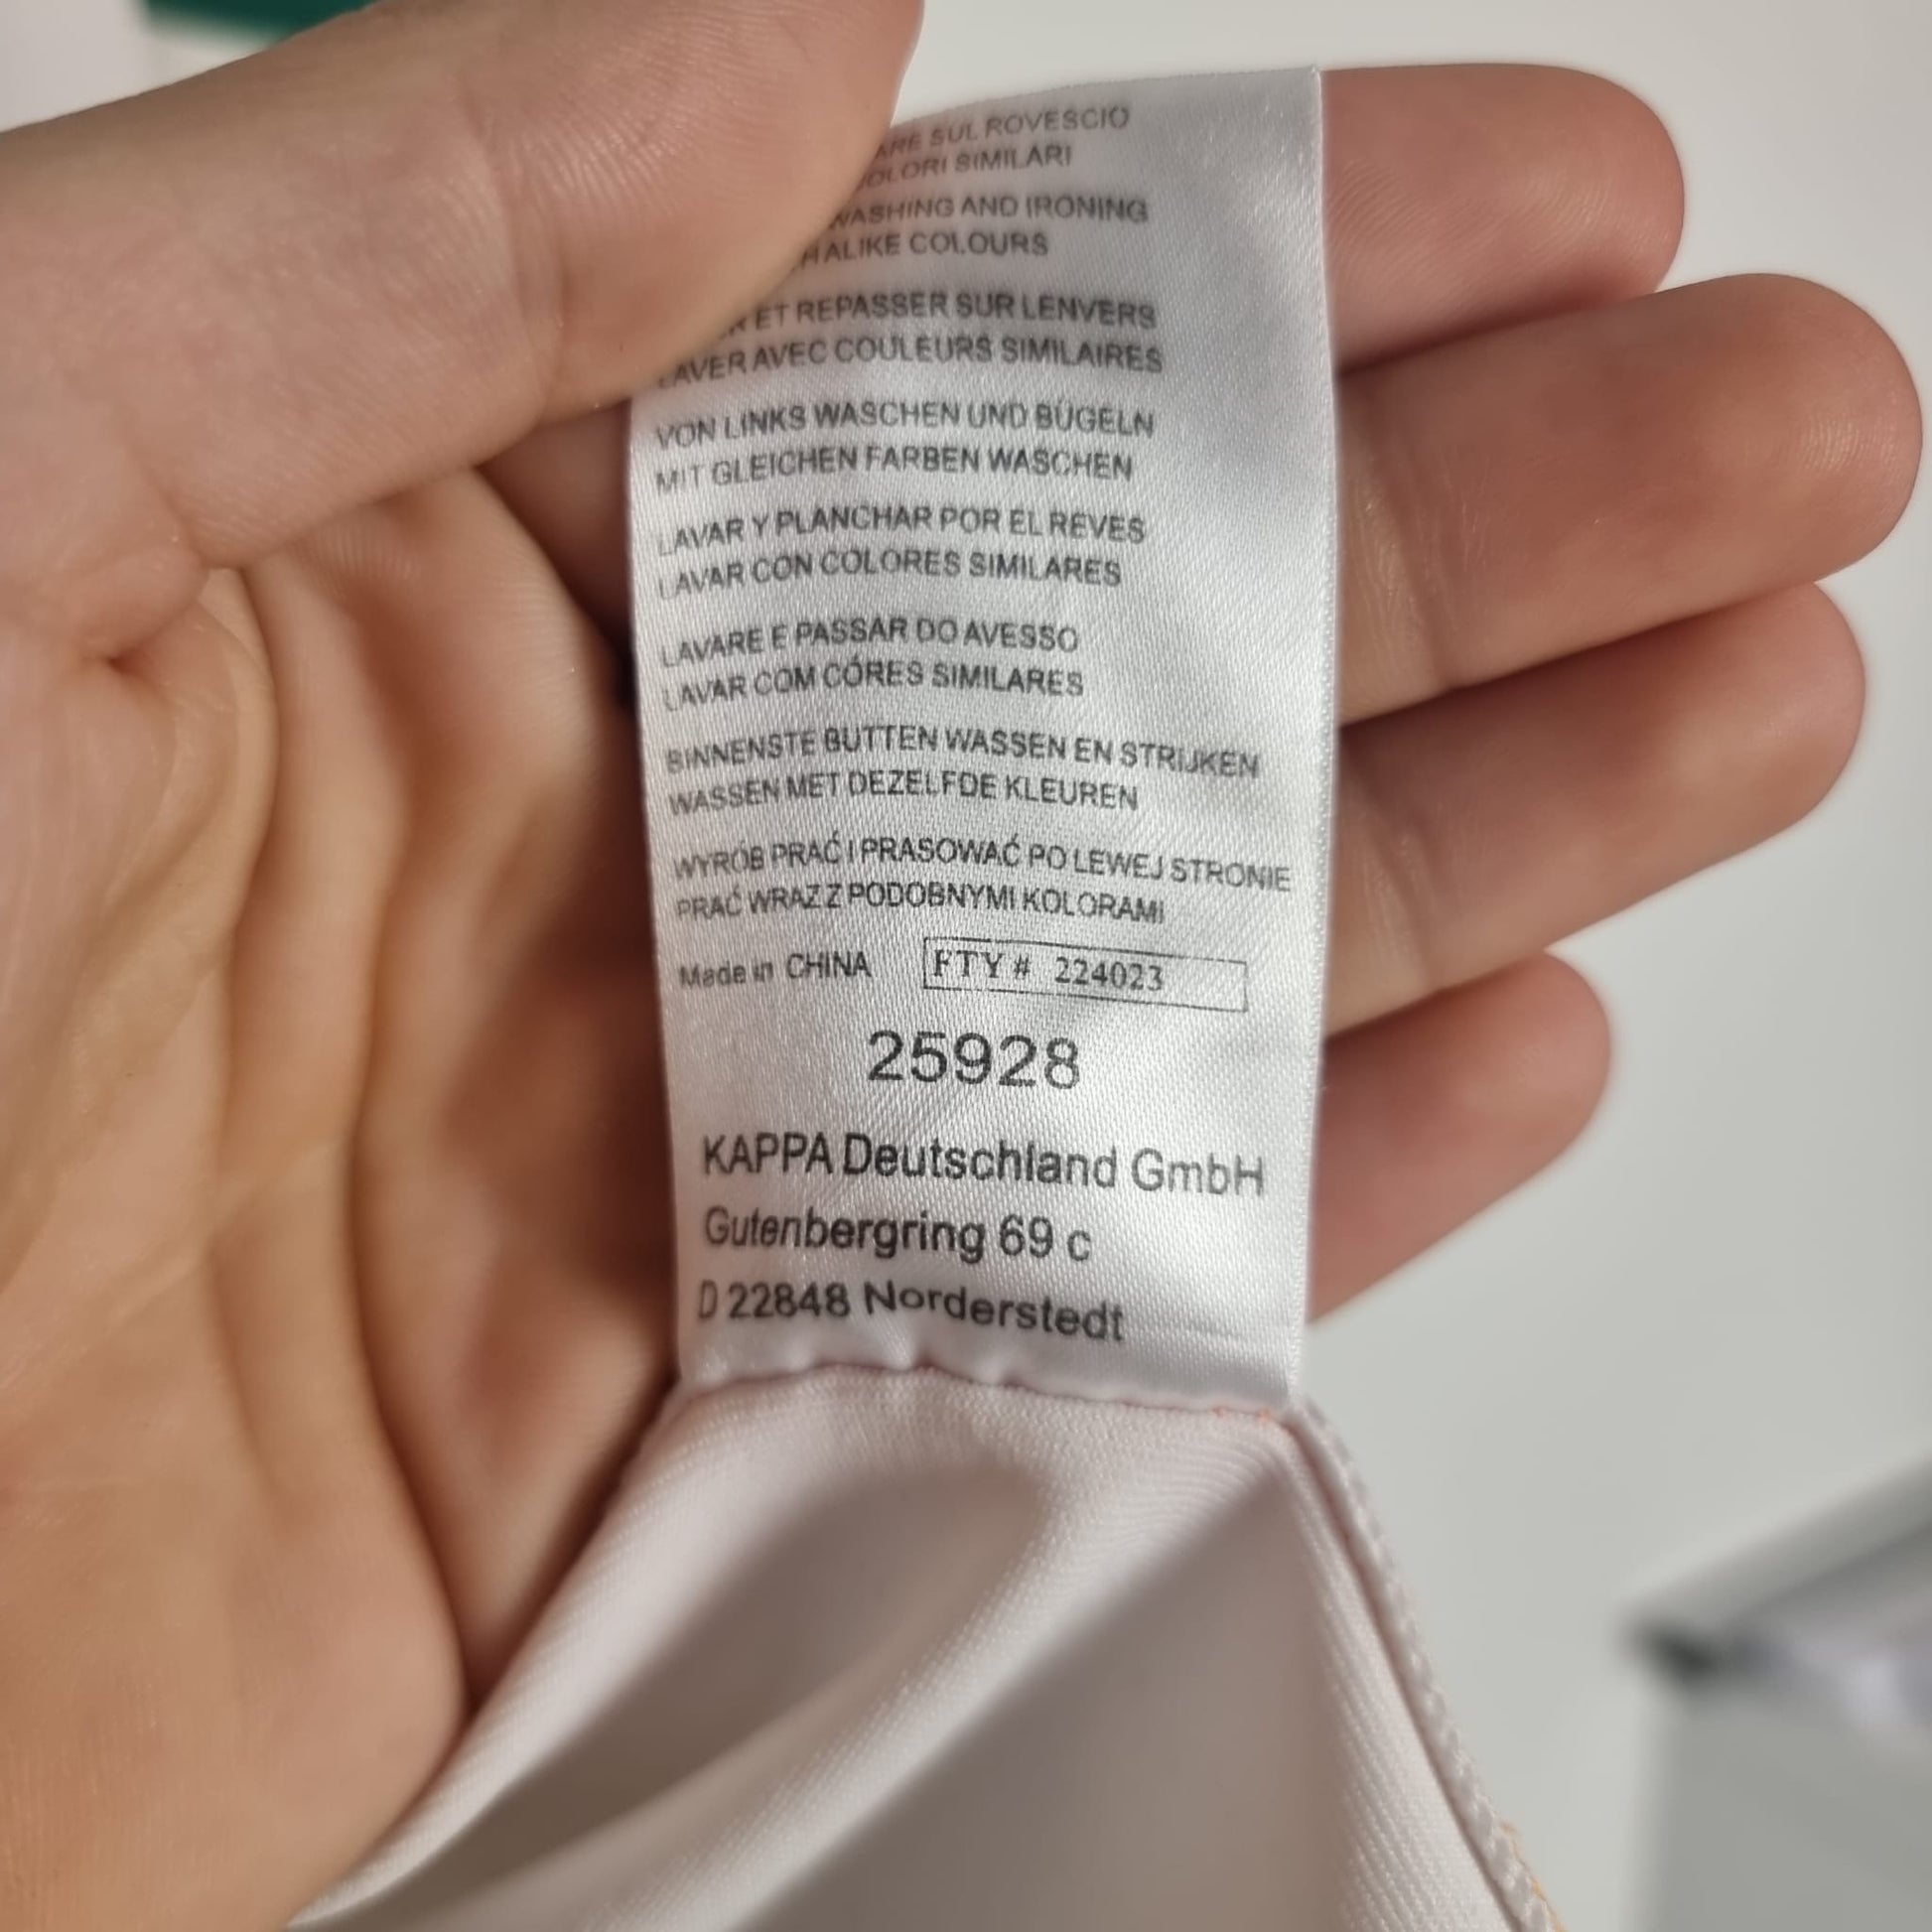 SUL ROVESCIO
SIMILARI
WASHING AND IRONING
ALIKE COLOURS
ET REPASSER SUR LENVERS
LAVER AVEC COULEURS SIMILAIRES
VON LINKS WASCHEN UND BÜGELN
MIT GLEICHEN FARBEN WASCHEN
LAVAR Y PLANCHAR POR EL REVES
LAVAR CON COLORES SIMILARES
LAVARE E PASSAR DO AVESSO
LAVAR COM CÓRES SIMILARES
BINNENSTE BUTTEN WASSEN EN STRIJKEN
WASSEN MET DEZELFDE KLEUREN
WYRÓB PRAĆ I PRASOWAĆ PO LEWEJ STRONIE
PRAĆ WRAZ Z PODOBNYMI KOLORAMI
Made in CHINA FTY # 224023
25928
KAPPA Deutschland GmbH
Gutenbergring 69 c
D 22848 Norderstedt